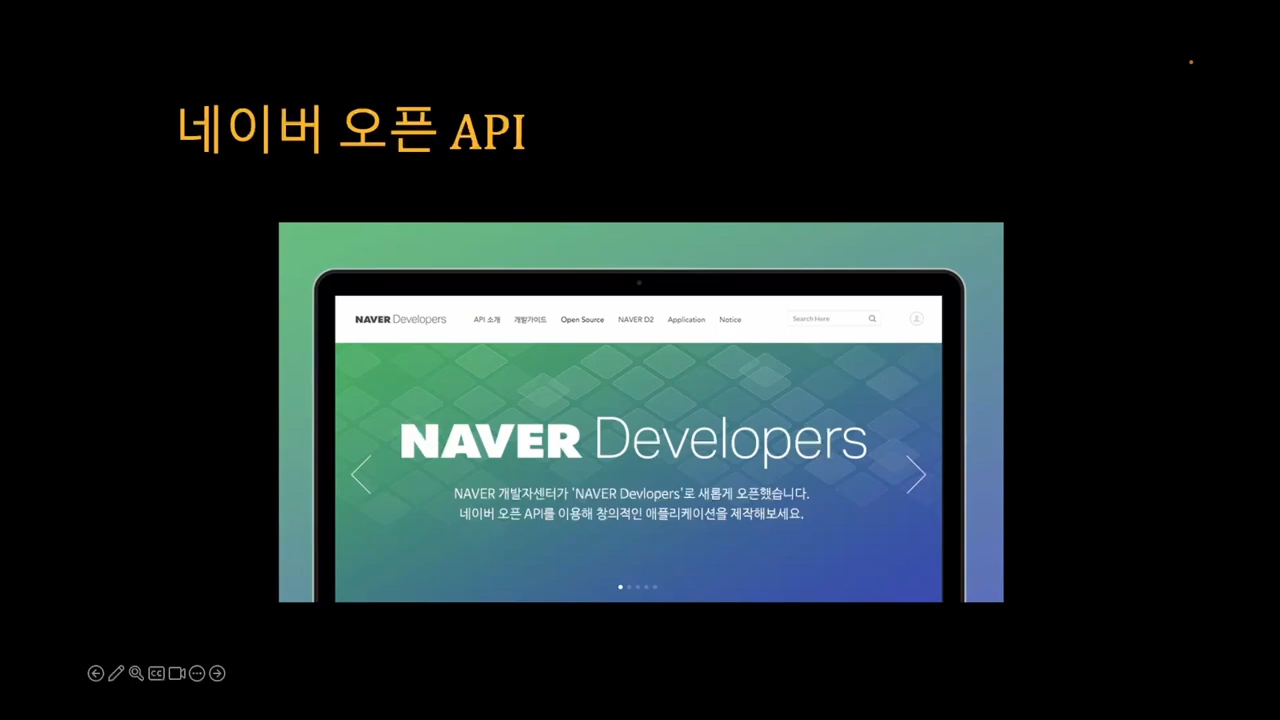 네이버 오픈 API
NAVER Developers
API 소개
개발가이드
Open Source
NAVER D2
Application
Notice
Search Here
NAVER Developers
NAVER 개발자센터가 'NAVER Devlopers'로 새롭게 오픈했습니다.
네이버 오픈 API를 이용해 창의적인 애플리케이션을 제작해보세요.
CC